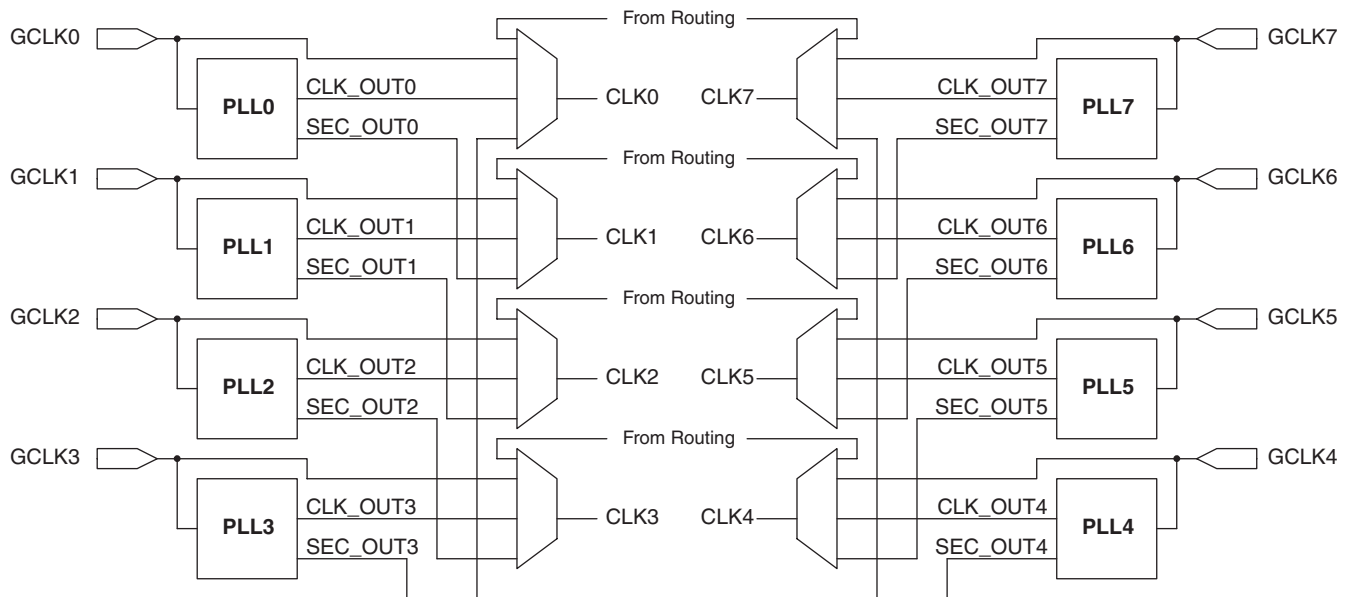 From Routing
GCLK0 GCLK7
CLK_OUT0 CLK_OUT7
PLL0 CLK0 CLK7 PLL7
SEC_OUT0 SEC_OUT7
From Routing
GCLK1 GCLK6
CLK_OUT1 CLK_OUT6
PLL1 CLK1 CLK6 PLL6
SEC_OUT1 SEC_OUT6
From Routing
GCLK2 GCLK5
CLK_OUT2 CLK_OUT5
PLL2 CLK2 CLK5 PLL5
SEC_OUT2 SEC_OUT5
From Routing
GCLK3 GCLK4
CLK_OUT3 CLK_OUT4
PLL3 CLK3 CLK4 PLL4
SEC_OUT3 SEC_OUT4